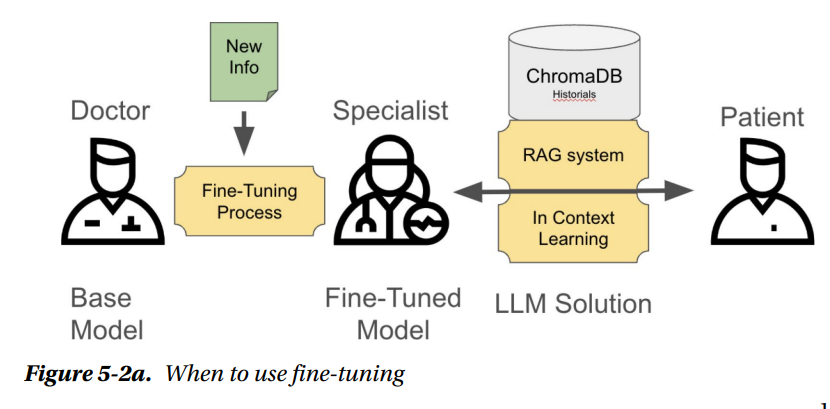 New
Info
ChromaDB
Historials
Doctor
Specialist
Patient
RAG system
Fine-Tuning
Process
In Context
Learning
Base
Model
Fine-Tuned
Model
LLM Solution
Figure 5-2a. When to use fine-tuning